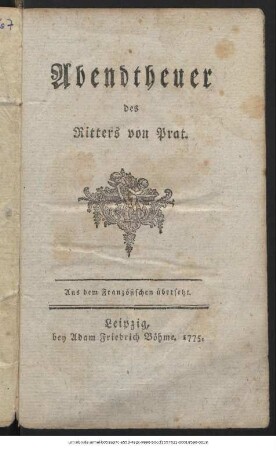 Abendtheuer
des
Ritters von Prat.
Aus dem Französischen übersetzt.
Leipzig,
bey Adam Friedrich Böhme, 1775.